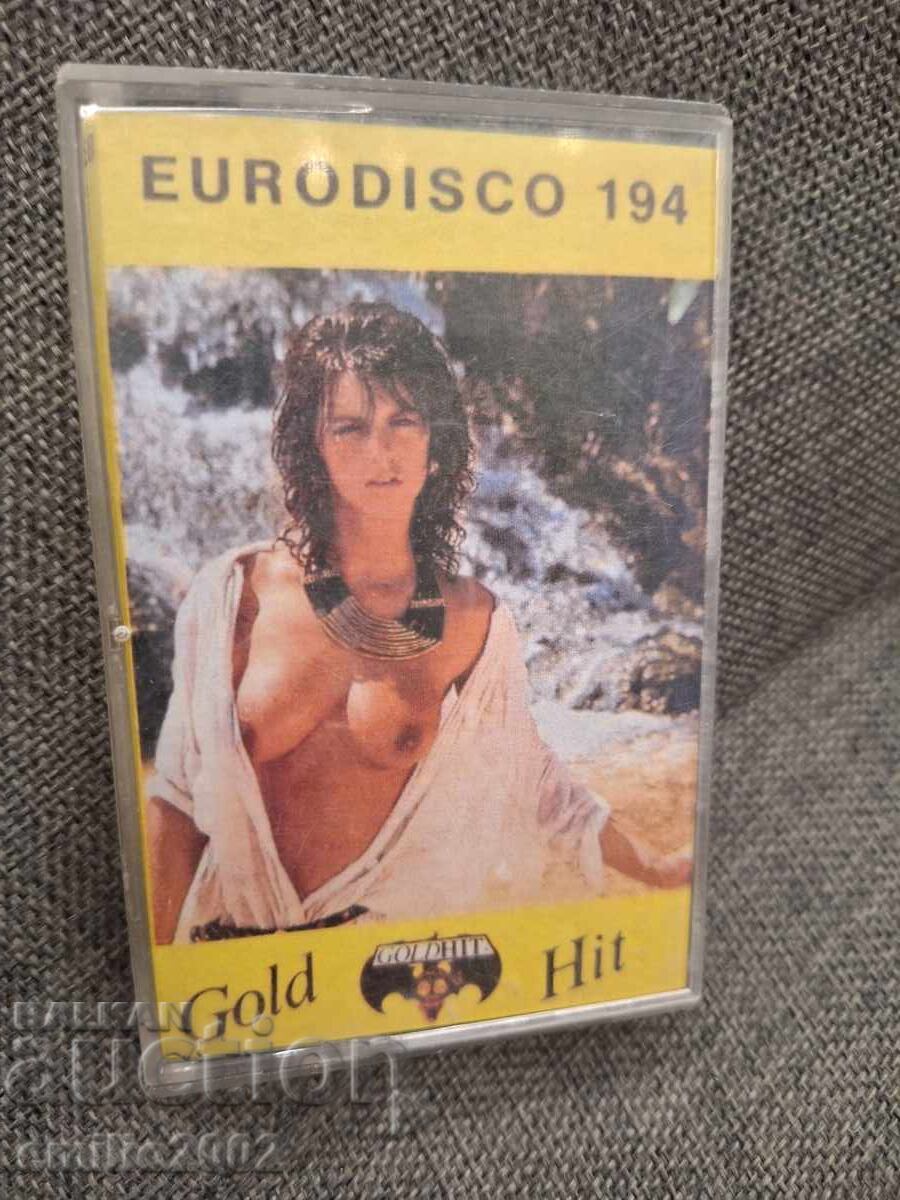 EURODISCO 194
GOLDHIT
Gold Hit
BALKAN
auction
emilio2002